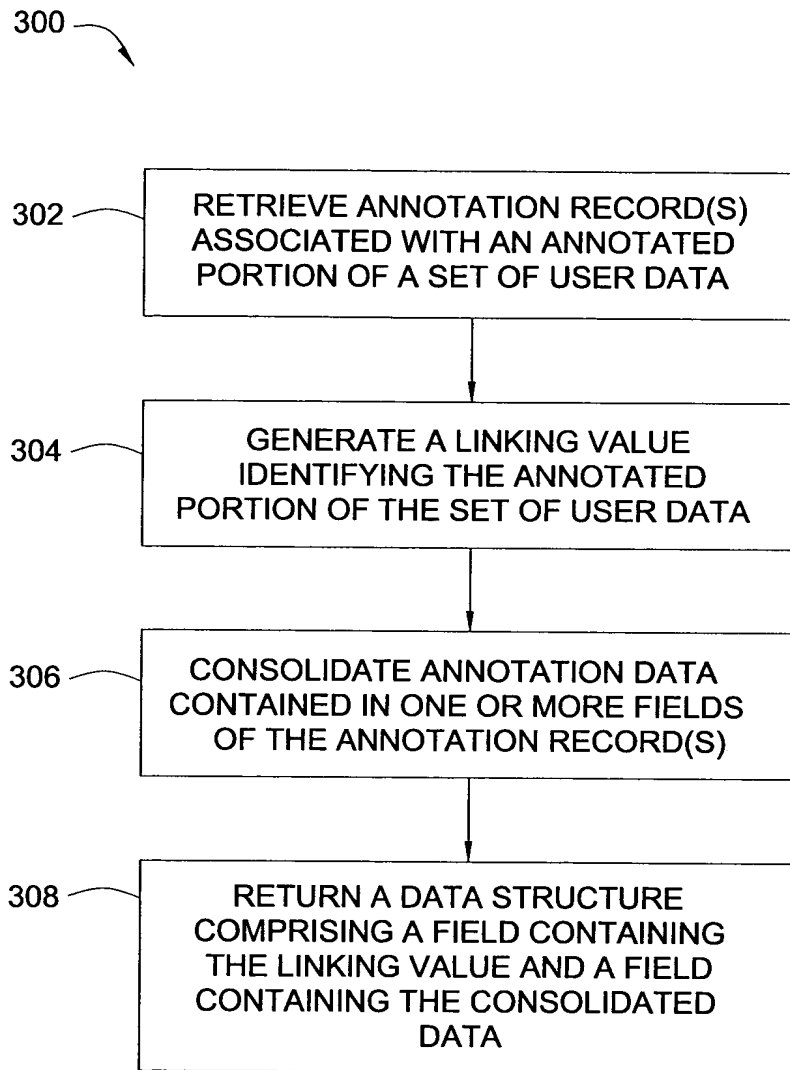 300
302
RETRIEVE ANNOTATION RECORD(S)
ASSOCIATED WITH AN ANNOTATED
PORTION OF A SET OF USER DATA
304
GENERATE A LINKING VALUE
IDENTIFYING THE ANNOTATED
PORTION OF THE SET OF USER DATA
306
CONSOLIDATE ANNOTATION DATA
CONTAINED IN ONE OR MORE FIELDS
OF THE ANNOTATION RECORD(S)
308
RETURN A DATA STRUCTURE
COMPRISING A FIELD CONTAINING
THE LINKING VALUE AND A FIELD
CONTAINING THE CONSOLIDATED
DATA